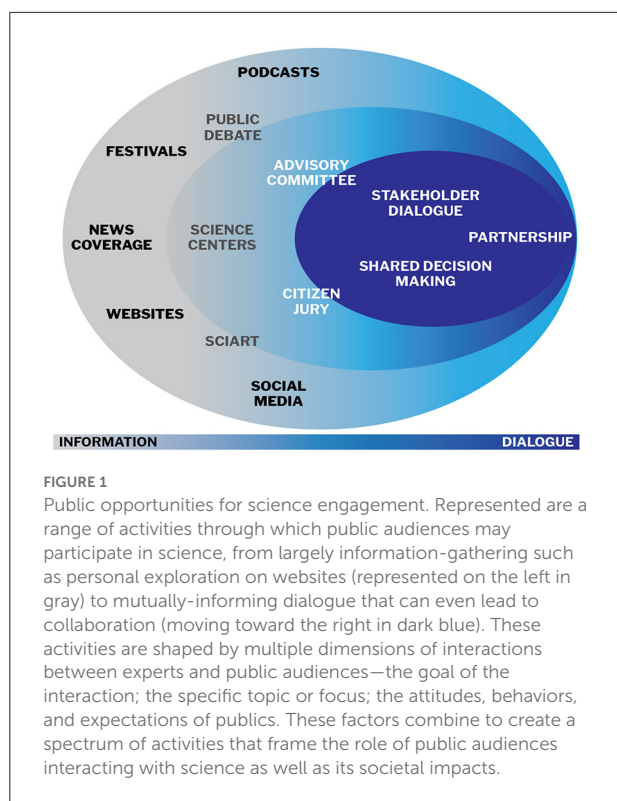 PODCASTS
PUBLIC
DEBATE
FESTIVALS
ADVISORY
COMMITTEE
STAKEHOLDER
DIALOGUE
NEWS
COVERAGE
SCIENCE
CENTERS
PARTNERSHIP
SHARED DECISION
MAKING
CITIZEN
JURY
WEBSITES
SCIART
SOCIAL
MEDIA
INFORMATION
DIALOGUE
FIGURE 1
Public opportunities for science engagement. Represented are a
range of activities through which public audiences may
participate in science, from largely information-gathering such
as personal exploration on websites (represented on the left in
gray) to mutually-informing dialogue that can even lead to
collaboration (moving toward the right in dark blue). These
activities are shaped by multiple dimensions of interactions
between experts and public audiences—the goal of the
interaction; the specific topic or focus; the attitudes, behaviors,
and expectations of publics. These factors combine to create a
spectrum of activities that frame the role of public audiences
interacting with science as well as its societal impacts.